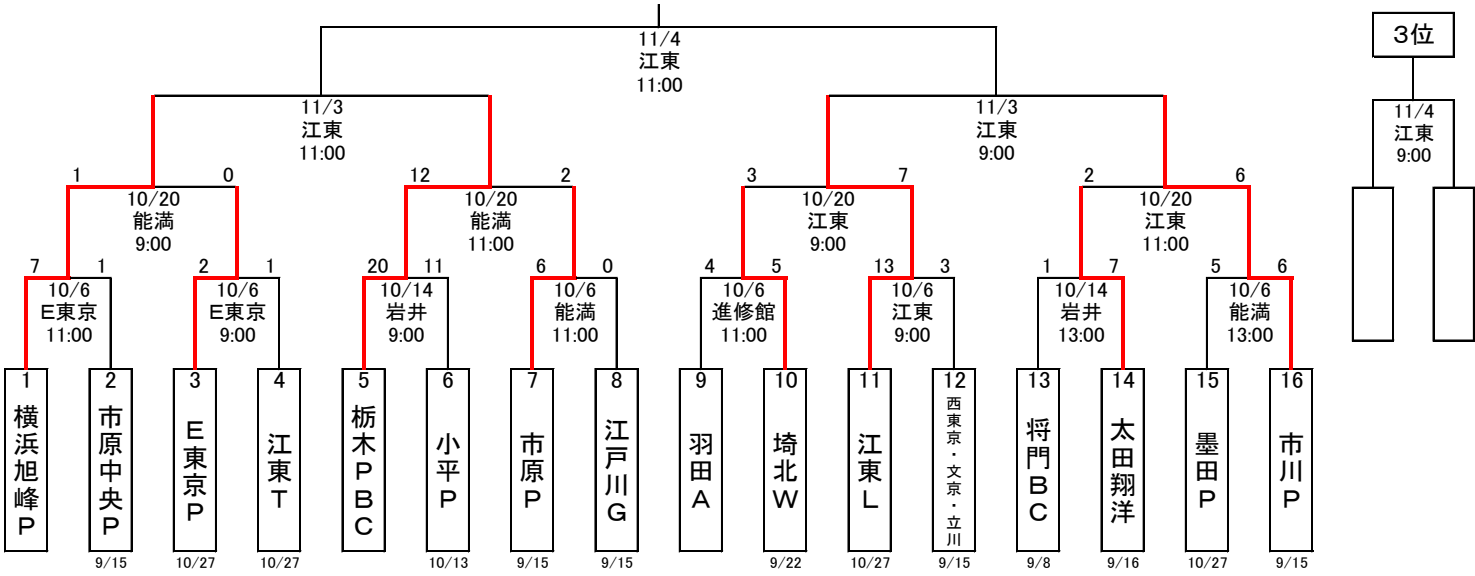 11/4
江東
11:00
3位
11/3
江東
11:00
11/3
江東
9:00
11/4
江東
9:00
1 0
10/20
能満
9:00
12 2
10/20
能満
11:00
3 7
10/20
江東
9:00
2 6
10/20
江東
11:00
7 1
10/6
E東京
11:00
2 1
10/6
E東京
9:00
20 11
10/14
岩井
9:00
6 0
10/6
能満
11:00
4 5
10/6
進修館
11:00
13 3
10/6
江東
9:00
1 7
10/14
岩井
13:00
5 6
10/6
能満
13:00
1
横浜旭峰P
2
市原中央P
9/15
3
E東京P
10/27
4
江東T
10/27
5
栃木PBC
6
小平P
10/13
7
市原P
9/15
8
江戸川G
9/15
9
羽田A
10
埼北W
9/22
11
江東L
10/27
12
西東京・文京・立川
9/15
13
将門BC
9/8
14
太田翔洋
9/16
15
墨田P
10/27
16
市川P
9/15